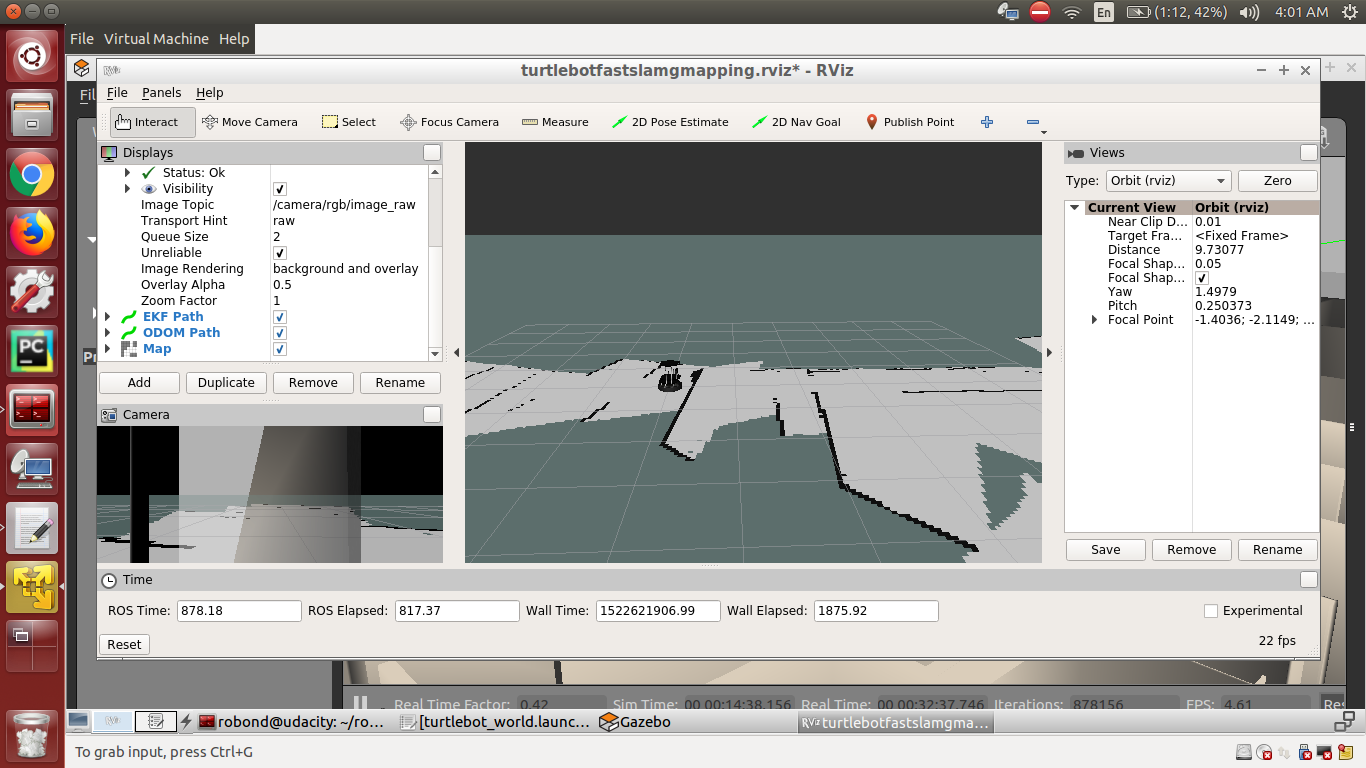 En
(1:12, 42%)
4:01 AM
File Virtual Machine Help
turtlebotfastslamgmapping.rviz* - RViz
File Panels Help
Interact Move Camera Select Focus Camera Measure 2D Pose Estimate 2D Nav Goal Publish Point
Displays
Status: Ok
Visibility
Image Topic /camera/rgb/image_raw
Transport Hint raw
Queue Size 2
Unreliable
Image Rendering background and overlay
Overlay Alpha 0.5
Zoom Factor 1
EKF Path
ODOM Path
Map
Add Duplicate Remove Rename
Camera
Views
Type: Orbit (rviz) Zero
Current View Orbit (rviz)
Near Clip D... 0.01
Target Fra... <Fixed Frame>
Distance 9.73077
Focal Shap... 0.05
Focal Shap...
Yaw 1.4979
Pitch 0.250373
Focal Point -1.4036; -2.1149; ...
Save Remove Rename
Time
ROS Time: 878.18 ROS Elapsed: 817.37 Wall Time: 1522621906.99 Wall Elapsed: 1875.92 Experimental
Reset 22 fps
Real Time Factor: 0.42 Sim Time: 00 00:14:38.156 Real Time: 00 00:32:37.746 Iterations: 878156 FPS: 4.61 Res
robond@udacity: ~/ro... [turtlebot_world.launc... Gazebo turtlebotfastslamgma...
To grab input, press Ctrl+G